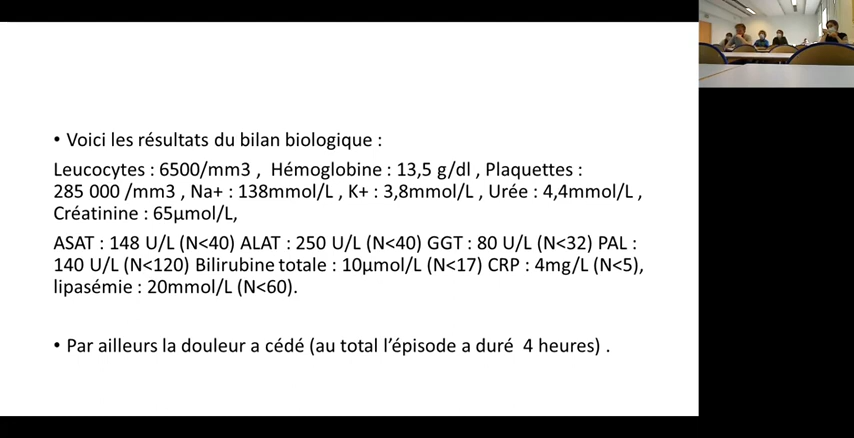 • Voici les résultats du bilan biologique :
Leucocytes : 6500/mm3 , Hémoglobine : 13,5 g/dl , Plaquettes :
285 000 /mm3 , Na+ : 138mmol/L , K+ : 3,8mmol/L , Urée : 4,4mmol/L ,
Créatinine : 65µmol/L,
ASAT : 148 U/L (N<40) ALAT : 250 U/L (N<40) GGT : 80 U/L (N<32) PAL :
140 U/L (N<120) Bilirubine totale : 10µmol/L (N<17) CRP : 4mg/L (N<5),
lipasémie : 20mmol/L (N<60).
• Par ailleurs la douleur a cédé (au total l’épisode a duré 4 heures) .